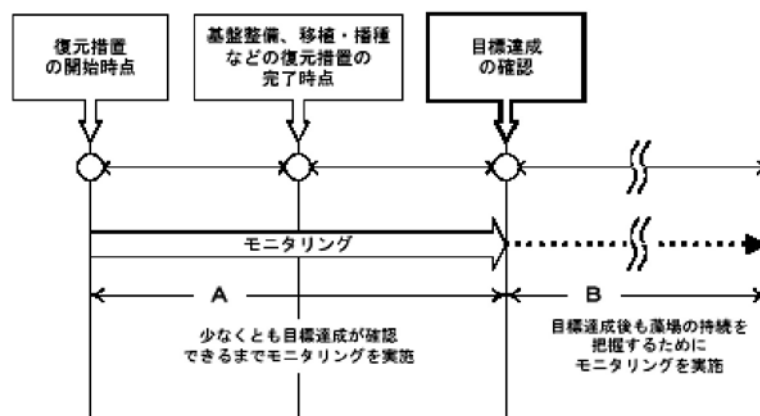 復元措置
の開始時点
基盤整備、移植・播種
などの復元措置の
完了時点
目標達成
の確認
モニタリング
A
B
少なくとも目標達成が確認
できるまでモニタリングを実施
目標達成後も藻場の持続を
把握するために
モニタリングを実施